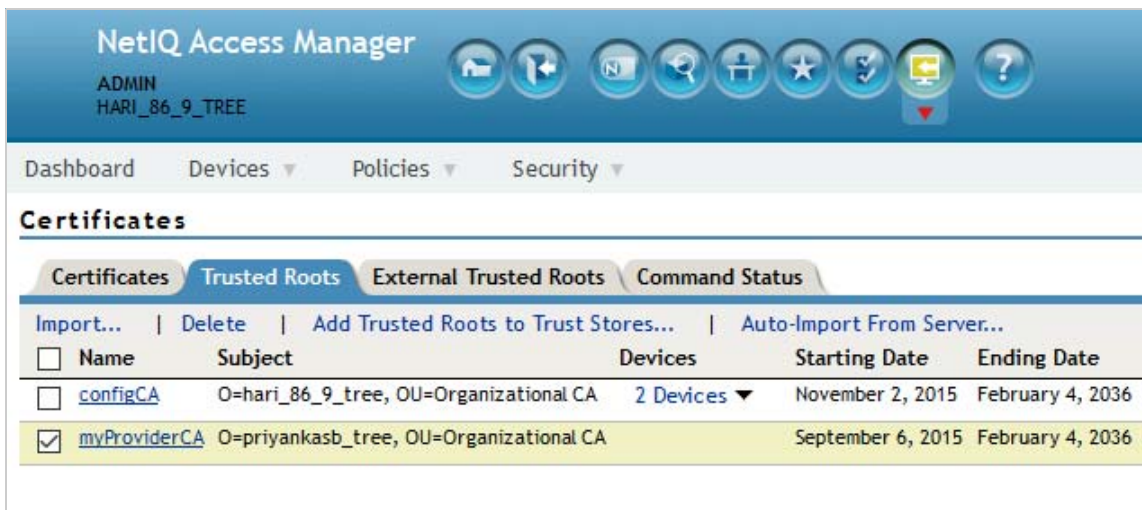 NetIQ Access Manager
ADMIN
HARI_86_9_TREE
N
?
Dashboard Devices Policies Security
Certificates
Certificates Trusted Roots External Trusted Roots Command Status
Import... | Delete | Add Trusted Roots to Trust Stores... | Auto-Import From Server...
Name Subject Devices Starting Date Ending Date
configCA O=hari_86_9_tree, OU=Organizational CA 2 Devices November 2, 2015 February 4, 2036
myProviderCA O=priyankasb_tree, OU=Organizational CA September 6, 2015 February 4, 2036